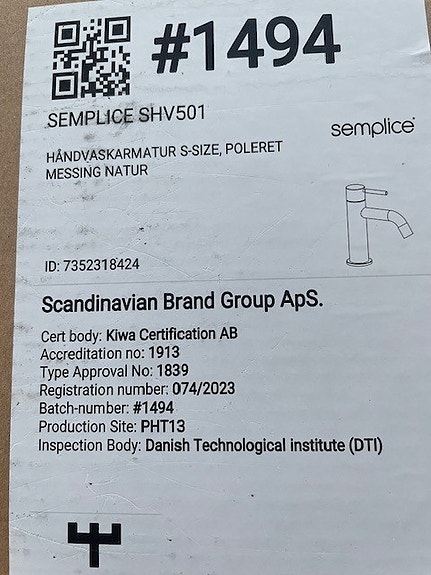 #1494
SEMPLICE SHV501
semplice
HÅNDVASKARMATUR S-SIZE, POLERET
MESSING NATUR
ID: 7352318424
Scandinavian Brand Group ApS.
Cert body: Kiwa Certification AB
Accreditation no: 1913
Type Approval No: 1839
Registration number: 074/2023
Batch-number: #1494
Production Site: PHT13
Inspection Body: Danish Technological institute (DTI)